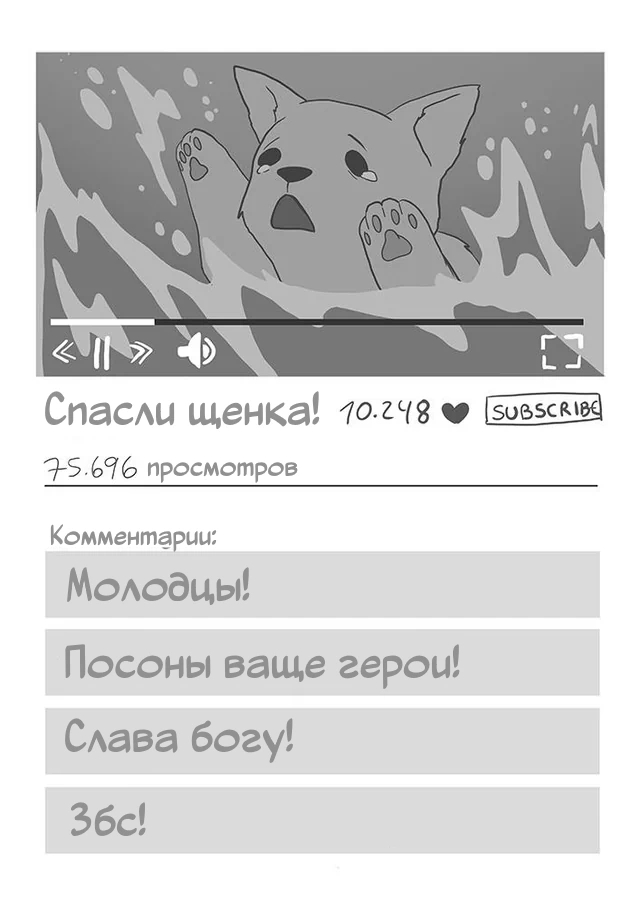 Спасли щенка! 10.248 SUBSCRIBE
75.696 просмотров
Комментарии:
Молодцы!
Посоны ваще герои!
Слава богу!
Збс!